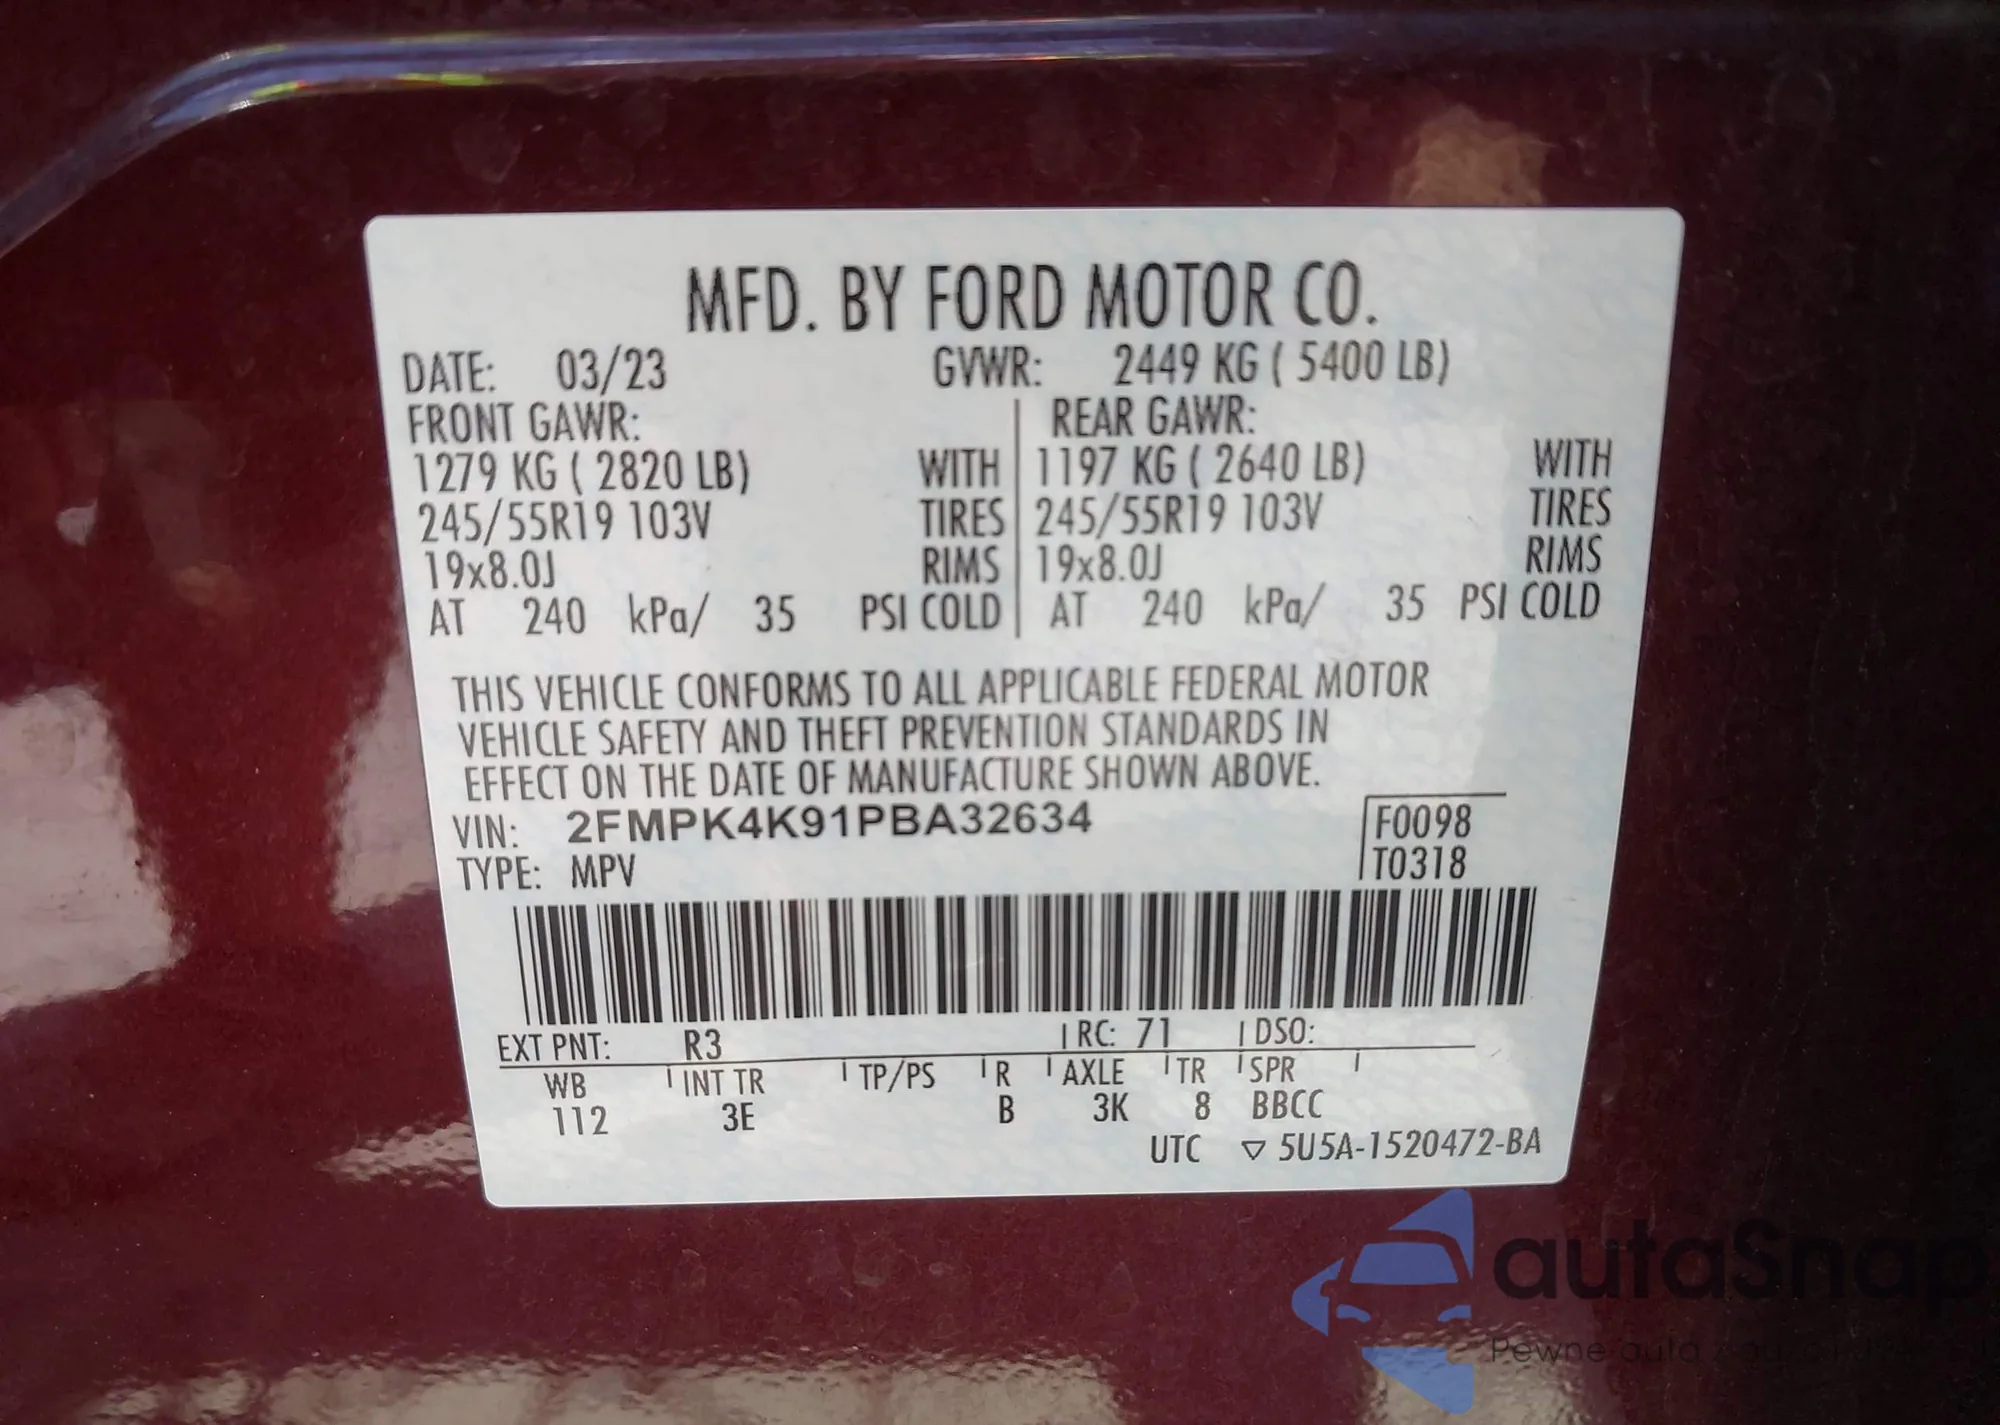 MFD. BY FORD MOTOR CO.
DATE: 03/23 GVWR: 2449 KG ( 5400 LB)
FRONT GAWR: REAR GAWR:
1279 KG ( 2820 LB) WITH 1197 KG ( 2640 LB) WITH
245/55R19 103V TIRES 245/55R19 103V TIRES
19x8.0J RIMS 19x8.0J RIMS
AT 240 kPa/ 35 PSI COLD AT 240 kPa/ 35 PSI COLD
THIS VEHICLE CONFORMS TO ALL APPLICABLE FEDERAL MOTOR
VEHICLE SAFETY AND THEFT PREVENTION STANDARDS IN
EFFECT ON THE DATE OF MANUFACTURE SHOWN ABOVE.
VIN: 2FMPK4K91PBA32634 F0098
TYPE: MPV T0318
EXT PNT: R3 RC: 71 DSO:
WB INT TR TP/PS R AXLE TR SPR
112 3E B 3K 8 BBCC
UTC ▽ 5U5A-1520472-BA
autaSnap
Pewne auta z